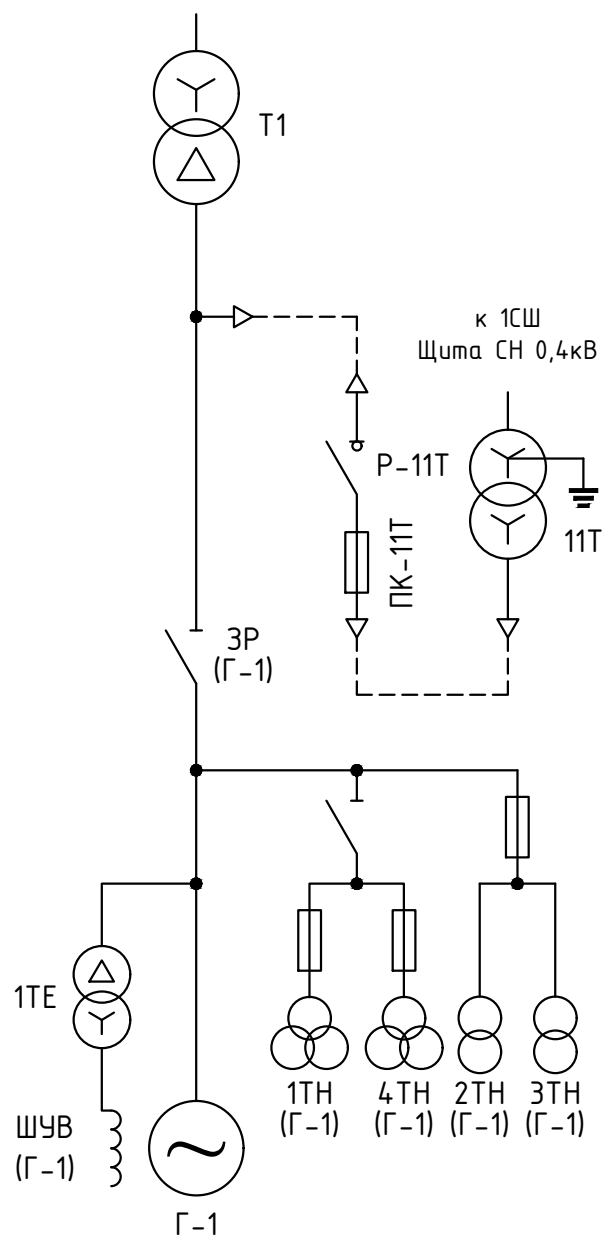 Т1
к 1СШ
Щита СН 0,4кВ
Р-11Т
ПК-11Т
11Т
ЗР
(Г-1)
1ТЕ
1ТН
(Г-1)
4ТН
(Г-1)
2ТН
(Г-1)
3ТН
(Г-1)
ШУВ
(Г-1)
Г-1